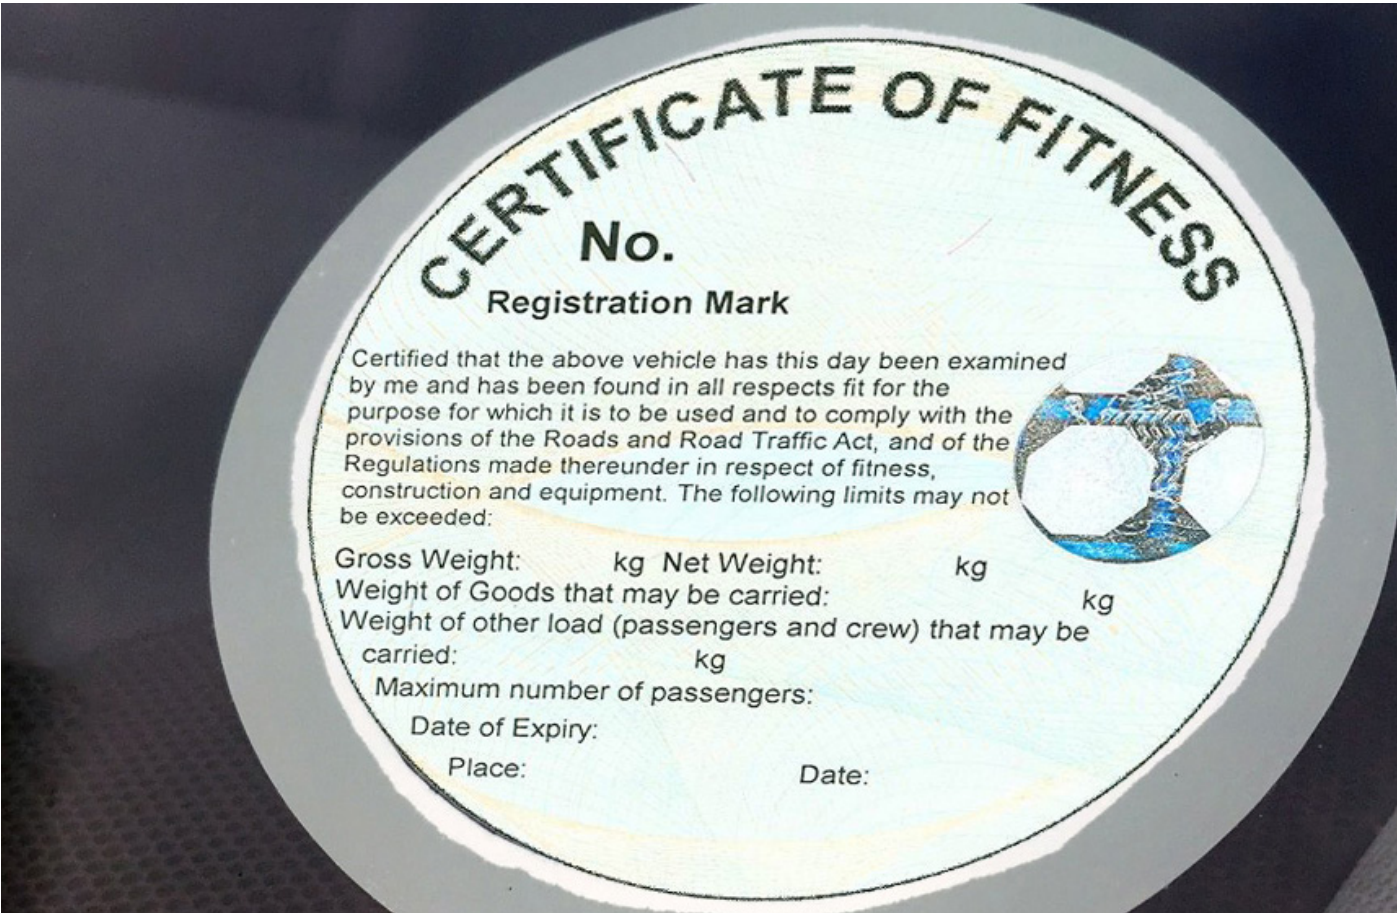 CERTIFICATE OF FITNESS
No.
Registration Mark
Certified that the above vehicle has this day been examined
by me and has been found in all respects fit for the
purpose for which it is to be used and to comply with the
provisions of the Roads and Road Traffic Act, and of the
Regulations made thereunder in respect of fitness,
construction and equipment. The following limits may not
be exceeded:
Gross Weight: kg Net Weight: kg
Weight of Goods that may be carried: kg
Weight of other load (passengers and crew) that may be
carried: kg
Maximum number of passengers:
Date of Expiry:
Place: Date: